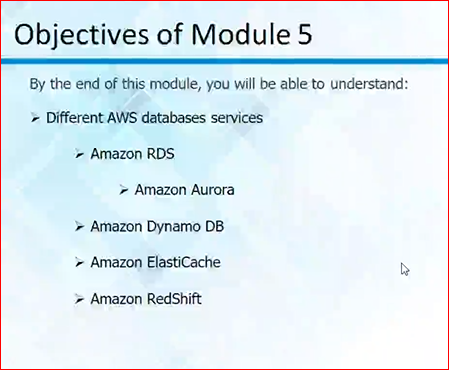 Objectives of Module 5
By the end of this module, you will be able to understand:
➢ Different AWS databases services
➢ Amazon RDS
➢ Amazon Aurora
➢ Amazon Dynamo DB
➢ Amazon ElastiCache
➢ Amazon RedShift